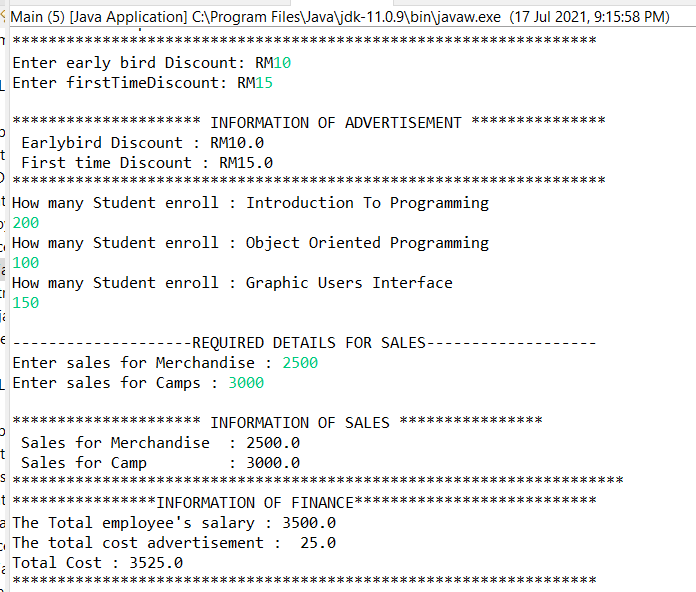 Main (5) [Java Application] C:\Program Files\Java\jdk-11.0.9\bin\javaw.exe (17 Jul 2021, 9:15:58 PM)
*****************************************************************
Enter early bird Discount: RM10
Enter firstTimeDiscount: RM15
********************* INFORMATION OF ADVERTISEMENT ***************
 Earlybird Discount : RM10.0
 First time Discount : RM15.0
******************************************************************
How many Student enroll : Introduction To Programming
200
How many Student enroll : Object Oriented Programming
100
How many Student enroll : Graphic Users Interface
150
--------------------REQUIRED DETAILS FOR SALES-------------------
Enter sales for Merchandise : 2500
Enter sales for Camps : 3000
********************* INFORMATION OF SALES ****************
 Sales for Merchandise  : 2500.0
 Sales for Camp         : 3000.0
********************************************************************
****************INFORMATION OF FINANCE***************************
The Total employee's salary : 3500.0
The total cost advertisement :  25.0
Total Cost : 3525.0
*****************************************************************